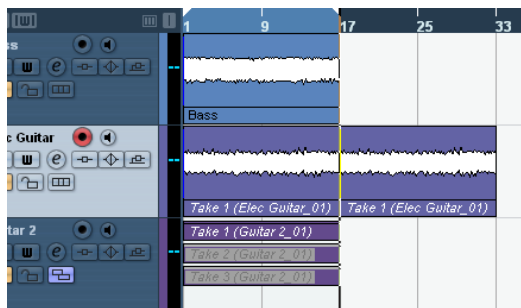 1 9 17 25 33
ss
W e
Bass
c Guitar
W e
Take 1 (Elec Guitar_01) Take 1 (Elec Guitar_01)
tar 2
W e
Take 1 (Guitar 2_01)
Take 2 (Guitar 2_01)
Take 3 (Guitar 2_01)